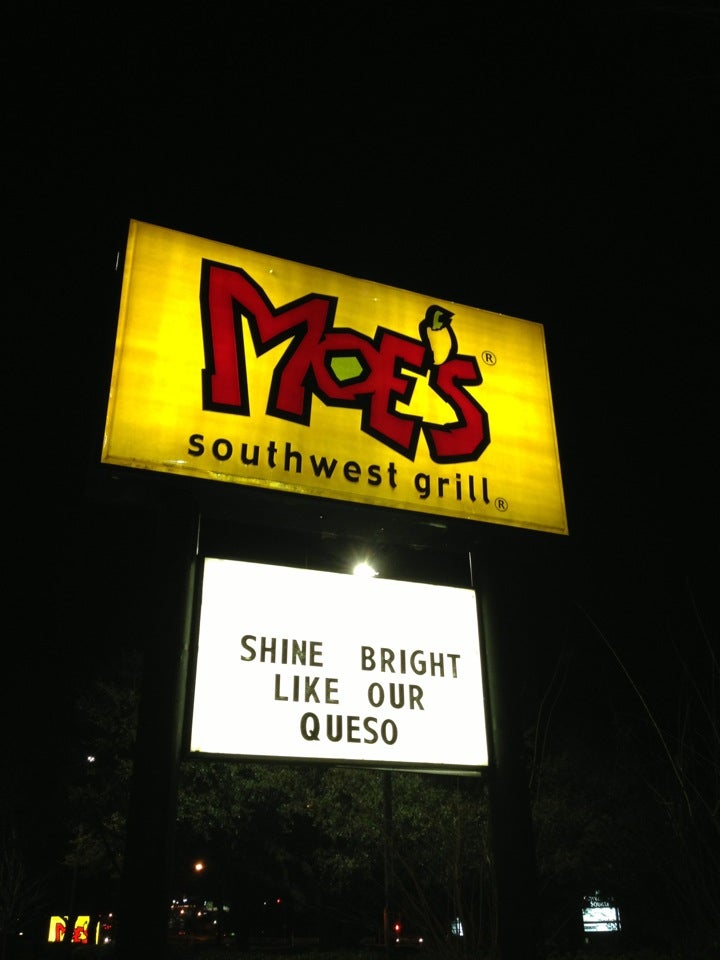 MOE'S ®
southwest grill ®
SHINE BRIGHT
LIKE OUR
QUESO